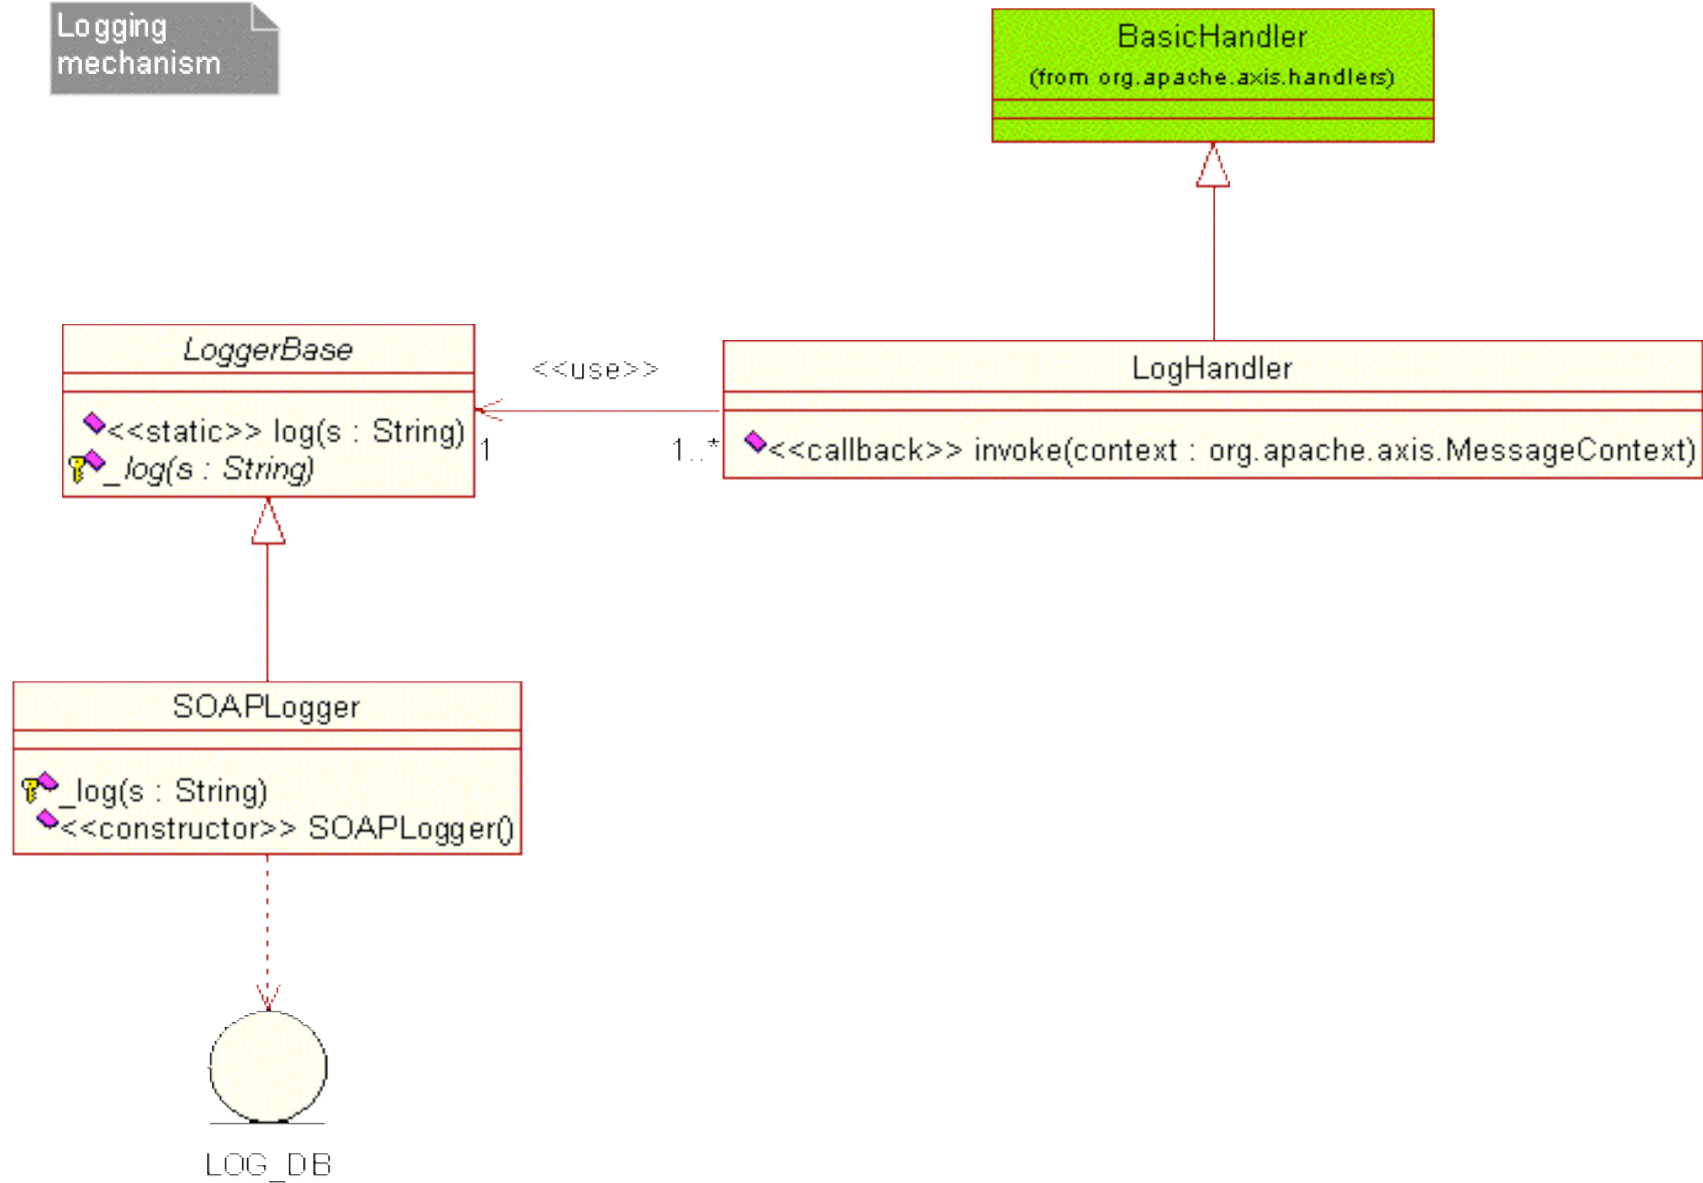 Logging
mechanism
BasicHandler
(from org.apache.axis.handlers)
LoggerBase
<<static>> log(s : String)
_log(s : String)
<<use>>
1
1..*
LogHandler
<<callback>> invoke(context : org.apache.axis.MessageContext)
SOAPLogger
_log(s : String)
<<constructor>> SOAPLogger()
LOG_DB